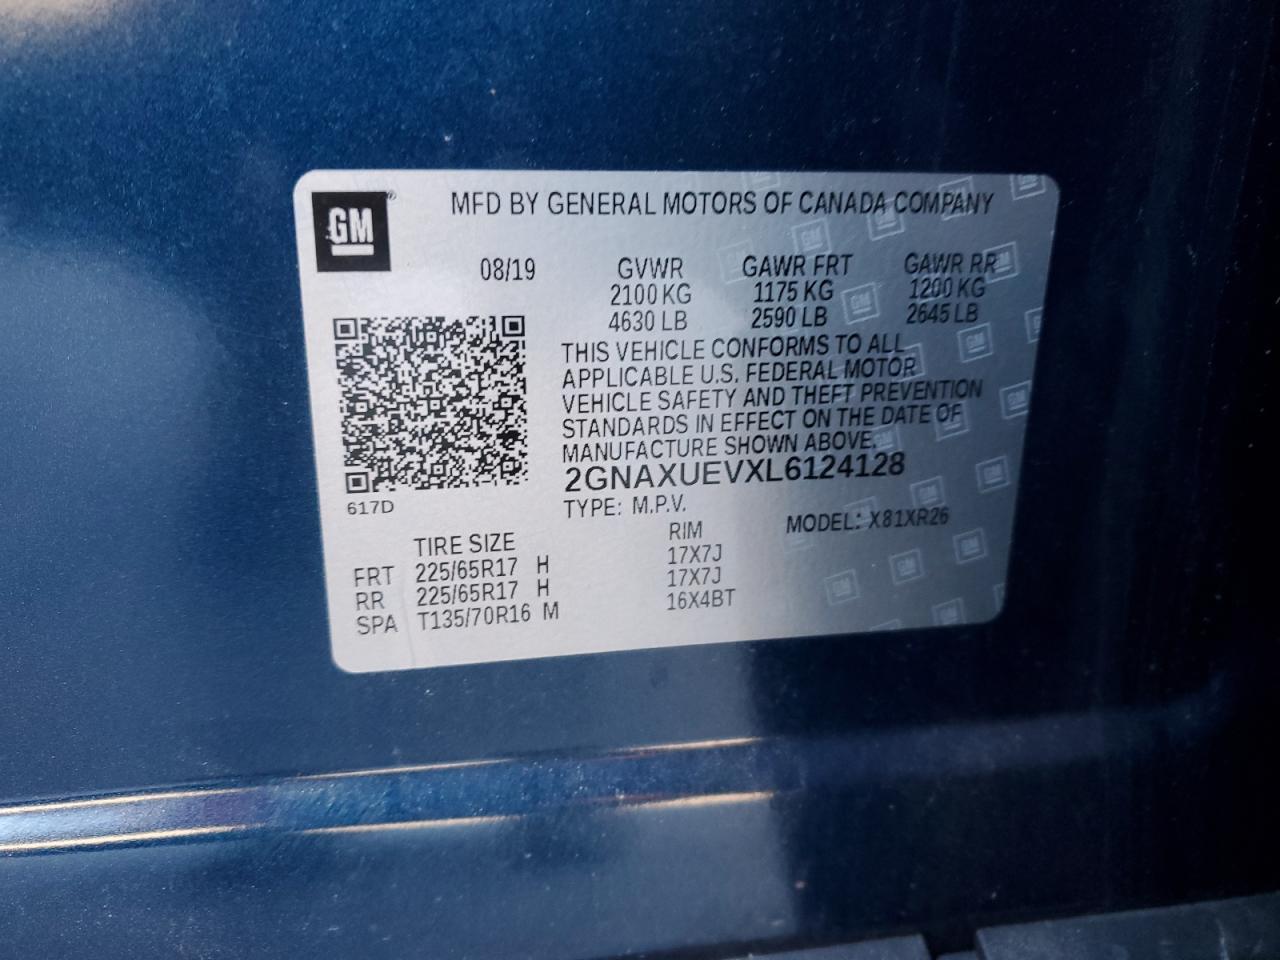 GM ®
MFD BY GENERAL MOTORS OF CANADA COMPANY
08/19 GVWR GAWR FRT GAWR RR
2100 KG 1175 KG 1200 KG
4630 LB 2590 LB 2645 LB
THIS VEHICLE CONFORMS TO ALL
APPLICABLE U.S. FEDERAL MOTOR
VEHICLE SAFETY AND THEFT PREVENTION
STANDARDS IN EFFECT ON THE DATE OF
MANUFACTURE SHOWN ABOVE.
2GNAXUEVXL6124128
617D
TYPE: M.P.V. MODEL: X81XR26
TIRE SIZE RIM
FRT 225/65R17 H 17X7J
RR 225/65R17 H 17X7J
SPA T135/70R16 M 16X4BT